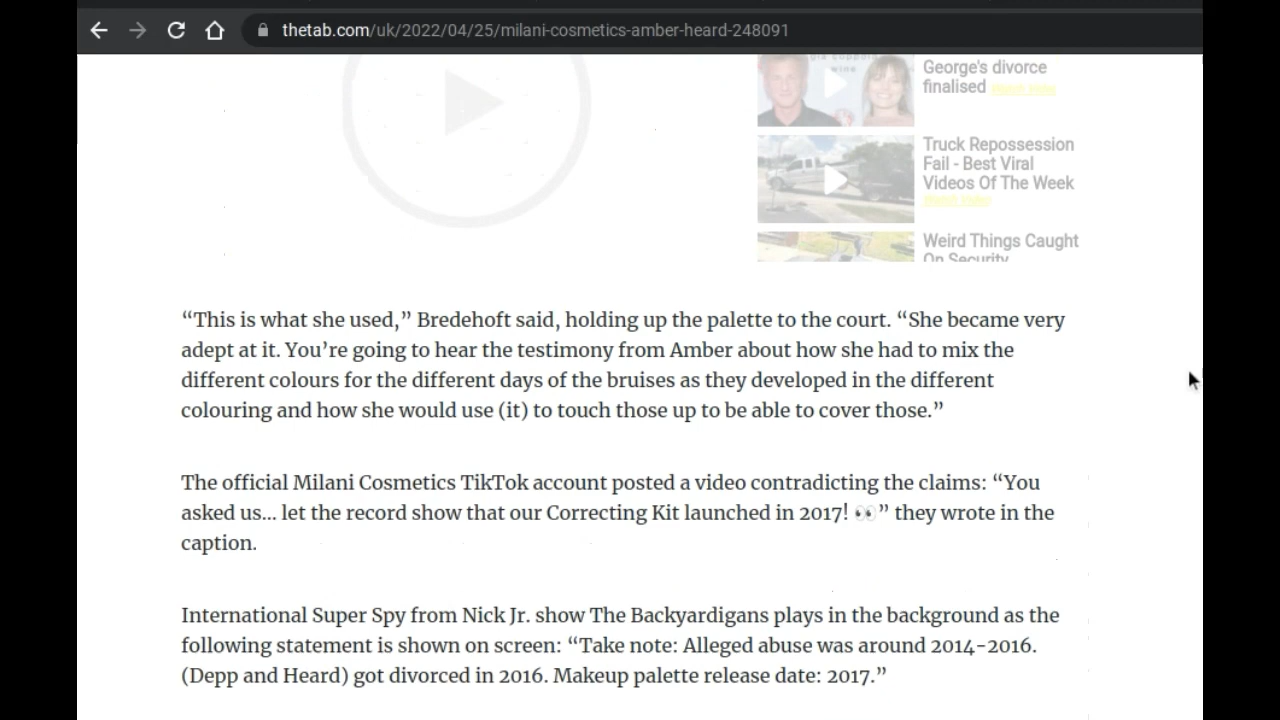 thetab.com/uk/2022/04/25/milani-cosmetics-amber-heard-248091
wine
George's divorce
finalised
Truck Repossession
Fail - Best Viral
Videos Of The Week
Weird Things Caught
On Security
“This is what she used,” Bredehoft said, holding up the palette to the court. “She became very
adept at it. You’re going to hear the testimony from Amber about how she had to mix the
different colours for the different days of the bruises as they developed in the different
colouring and how she would use (it) to touch those up to be able to cover those.”
The official Milani Cosmetics TikTok account posted a video contradicting the claims: “You
asked us... let the record show that our Correcting Kit launched in 2017! 👀” they wrote in the
caption.
International Super Spy from Nick Jr. show The Backyardigans plays in the background as the
following statement is shown on screen: “Take note: Alleged abuse was around 2014-2016.
(Depp and Heard) got divorced in 2016. Makeup palette release date: 2017.”